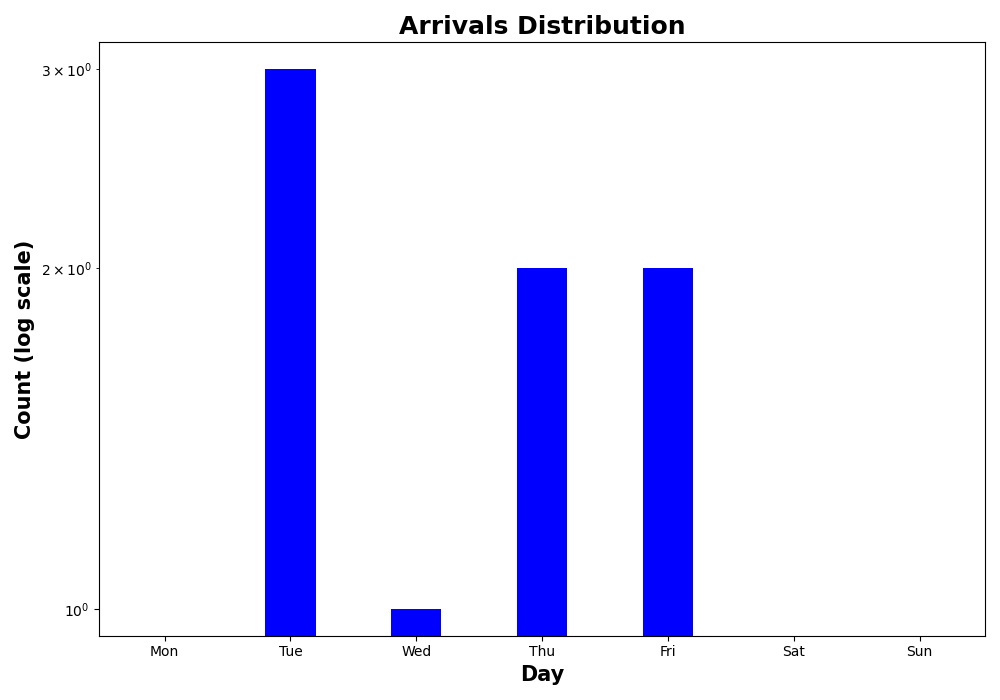 Arrivals Distribution
Count (log scale)
3 × 10⁰
2 × 10⁰
10⁰
Mon Tue Wed Thu Fri Sat Sun
Day